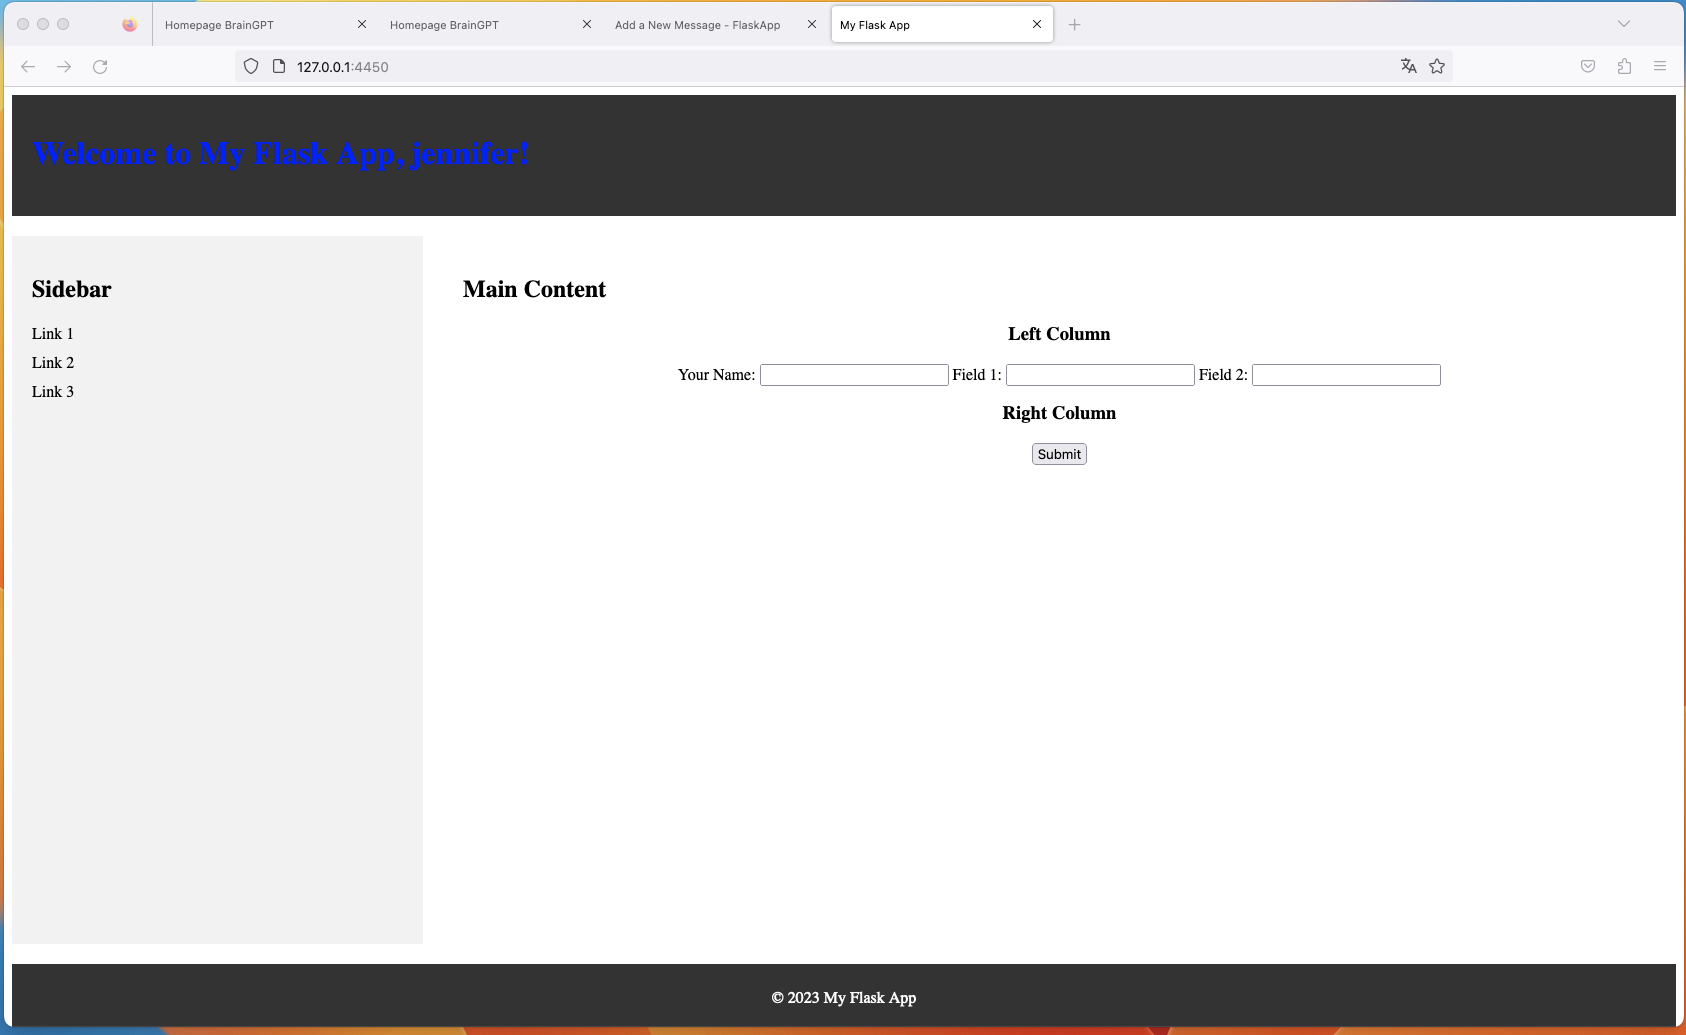 Homepage BrainGPT
Homepage BrainGPT
Add a New Message - FlaskApp
My Flask App
127.0.0.1:4450
Welcome to My Flask App, jennifer!
Sidebar
Link 1
Link 2
Link 3
Main Content
Left Column
Your Name: Field 1: Field 2:
Right Column
Submit
© 2023 My Flask App